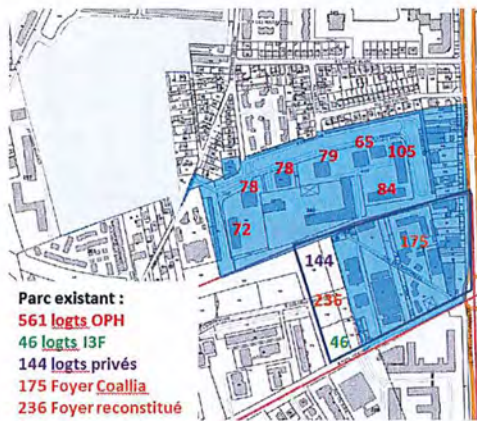 65
79
105
78
78
84
72
175
144
236
46
Parc existant :
561 logts OPH
46 logts I3F
144 logts privés
175 Foyer Coallia
236 Foyer reconstitué